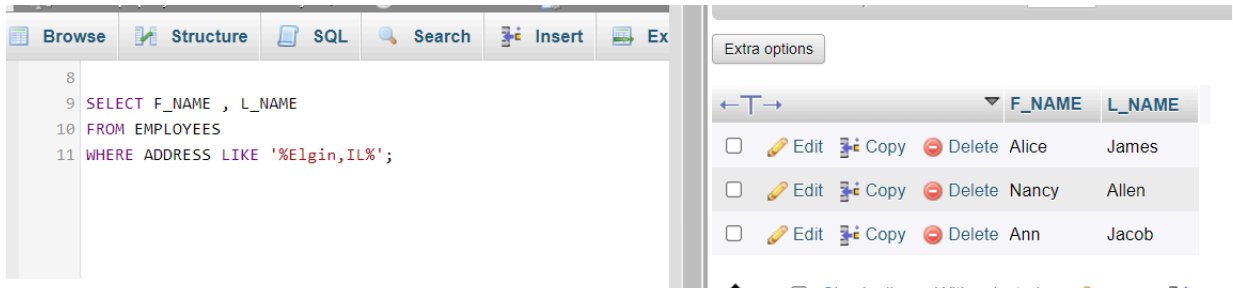 Browse Structure SQL Search Insert Ex
8
9 SELECT F_NAME , L_NAME
10 FROM EMPLOYEES
11 WHERE ADDRESS LIKE '%Elgin,IL%';
Extra options
←T→ F_NAME L_NAME
Edit Copy Delete Alice James
Edit Copy Delete Nancy Allen
Edit Copy Delete Ann Jacob